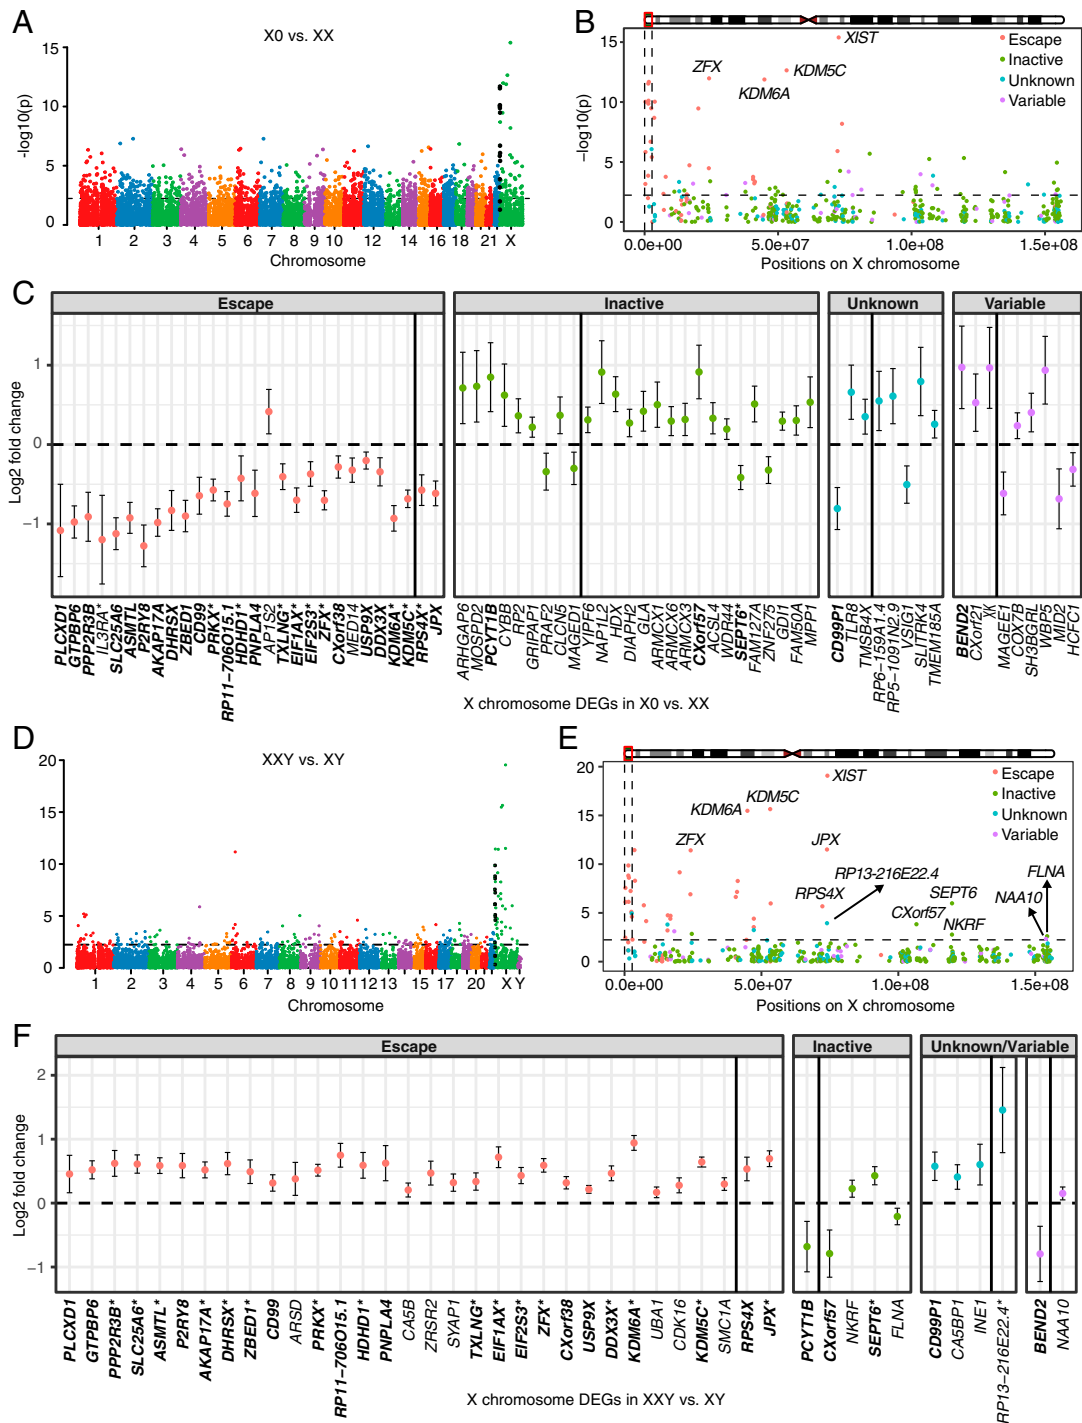 A
X0 vs. XX
15
10
5
0
-log10(p)
1 2 3 4 5 6 7 8 9 10 12 14 16 18 21 X
Chromosome
B
XIST
ZFX
KDM5C
KDM6A
Escape
Inactive
Unknown
Variable
15
10
5
0
−log10(p)
0.0e+00 5.0e+07 1.0e+08 1.5e+08
Positions on X chromosome
C
Escape Inactive Unknown Variable
1
0
−1
Log2 fold change
PLCXD1
GTPBP6
PPP2R3B
IL3RA*
SLC25A6
ASMTL
P2RY8
AKAP17A
DHRSX
ZBED1
CD99
PRKX*
RP11−706O15.1
HDHD1*
PNPLA4
AP1S2
TXLNG*
EIF1AX*
EIF2S3*
ZFX*
CXorf38
MED14
USP9X
DDX3X
KDM6A*
KDM5C*
RPS4X*
JPX
ARHGAP6
MOSPD2
PCYT1B
CYBB
SYTL5
GRIPAP1
PRAF2
CLCN5
MAGED1
YIPF6
NAP1L2
HDX
DIAPH2
GLA
ARMCX1
ARMCX6
ARMCX3
ACSL4
CXorf57
WDR44
SEPT6*
FAM127A
ZNF275
GDI1
FAM50A
MPP1
CD99P1
TLR8
TMSB4X
RP6−159A1.4
RP5−1091N2.9
VSIG1
SLITRK4
TMEM185A
BEND2
CXorf21
XK
MAGEE1
COX7B
SH3BGRL
WBP5
MID2
HCFC1
X chromosome DEGs in X0 vs. XX
D
XXY vs. XY
20
15
10
5
0
1 2 3 4 5 6 7 8 9 10 11 12 13 15 17 20 X Y
Chromosome
E
XIST
KDM6A
KDM5C
ZFX
JPX
RP13-216E22.4
RPS4X
SEPT6
CXorf57
NKRF
NAA10
FLNA
Escape
Inactive
Unknown
Variable
20
15
10
5
0
0.0e+00 5.0e+07 1.0e+08 1.5e+08
Positions on X chromosome
F
Escape Inactive Unknown/Variable
2
1
0
−1
Log2 fold change
PLCXD1
GTPBP6
PPP2R3B*
SLC25A6*
ASMTL*
P2RY8
AKAP17A*
DHRSX*
ZBED1*
CD99
ARSD
PRKX*
RP11−706O15.1
HDHD1*
PNPLA4
CA5B
ZRSR2
SYAP1
TXLNG*
EIF1AX*
EIF2S3*
ZFX*
CXorf38
USP9X
DDX3X*
KDM6A*
UBA1
CDK16
KDM5C*
SMC1A
RPS4X
JPX*
PCYT1B
CXorf57
NKRF
SEPT6*
FLNA
CD99P1
CA5BP1
INE1
RP13−216E22.4*
BEND2
NAA10
X chromosome DEGs in XXY vs. XY